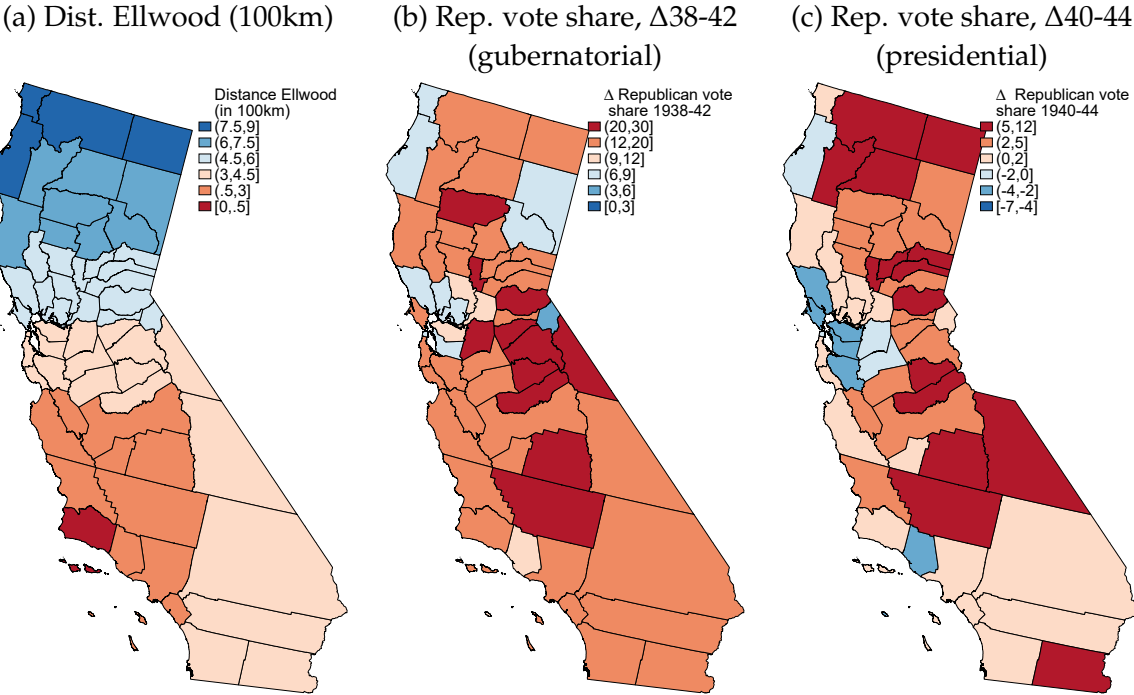 (a) Dist. Ellwood (100km)
(b) Rep. vote share, Δ38-42
(gubernatorial)
(c) Rep. vote share, Δ40-44
(presidential)
Distance Ellwood
(in 100km)
(7.5,9]
(6,7.5]
(4.5,6]
(3,4.5]
(.5,3]
[0,.5]
Δ Republican vote
share 1938-42
(20,30]
(12,20]
(9,12]
(6,9]
(3,6]
[0,3]
Δ Republican vote
share 1940-44
(5,12]
(2,5]
(0,2]
(-2,0]
(-4,-2]
[-7,-4]